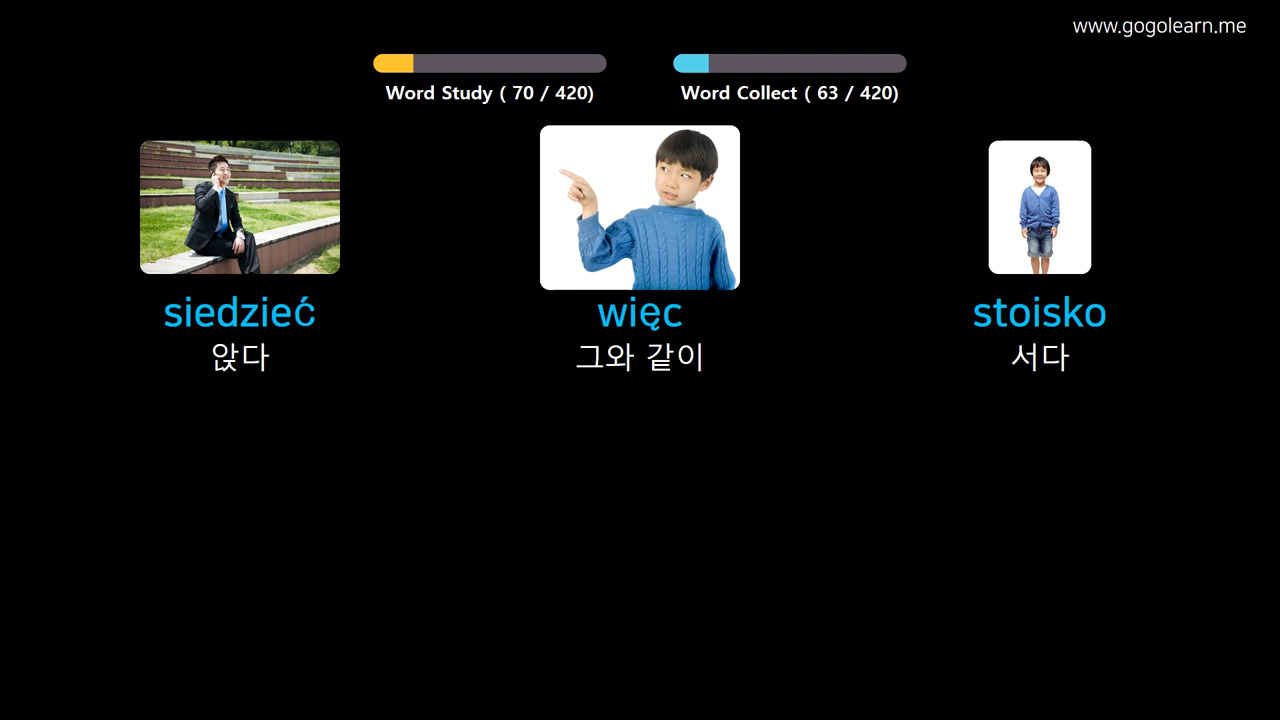 www.gogolearn.me
Word Study ( 70 / 420)
Word Collect ( 63 / 420)
siedzieć
앉다
więc
그와 같이
stoisko
서다